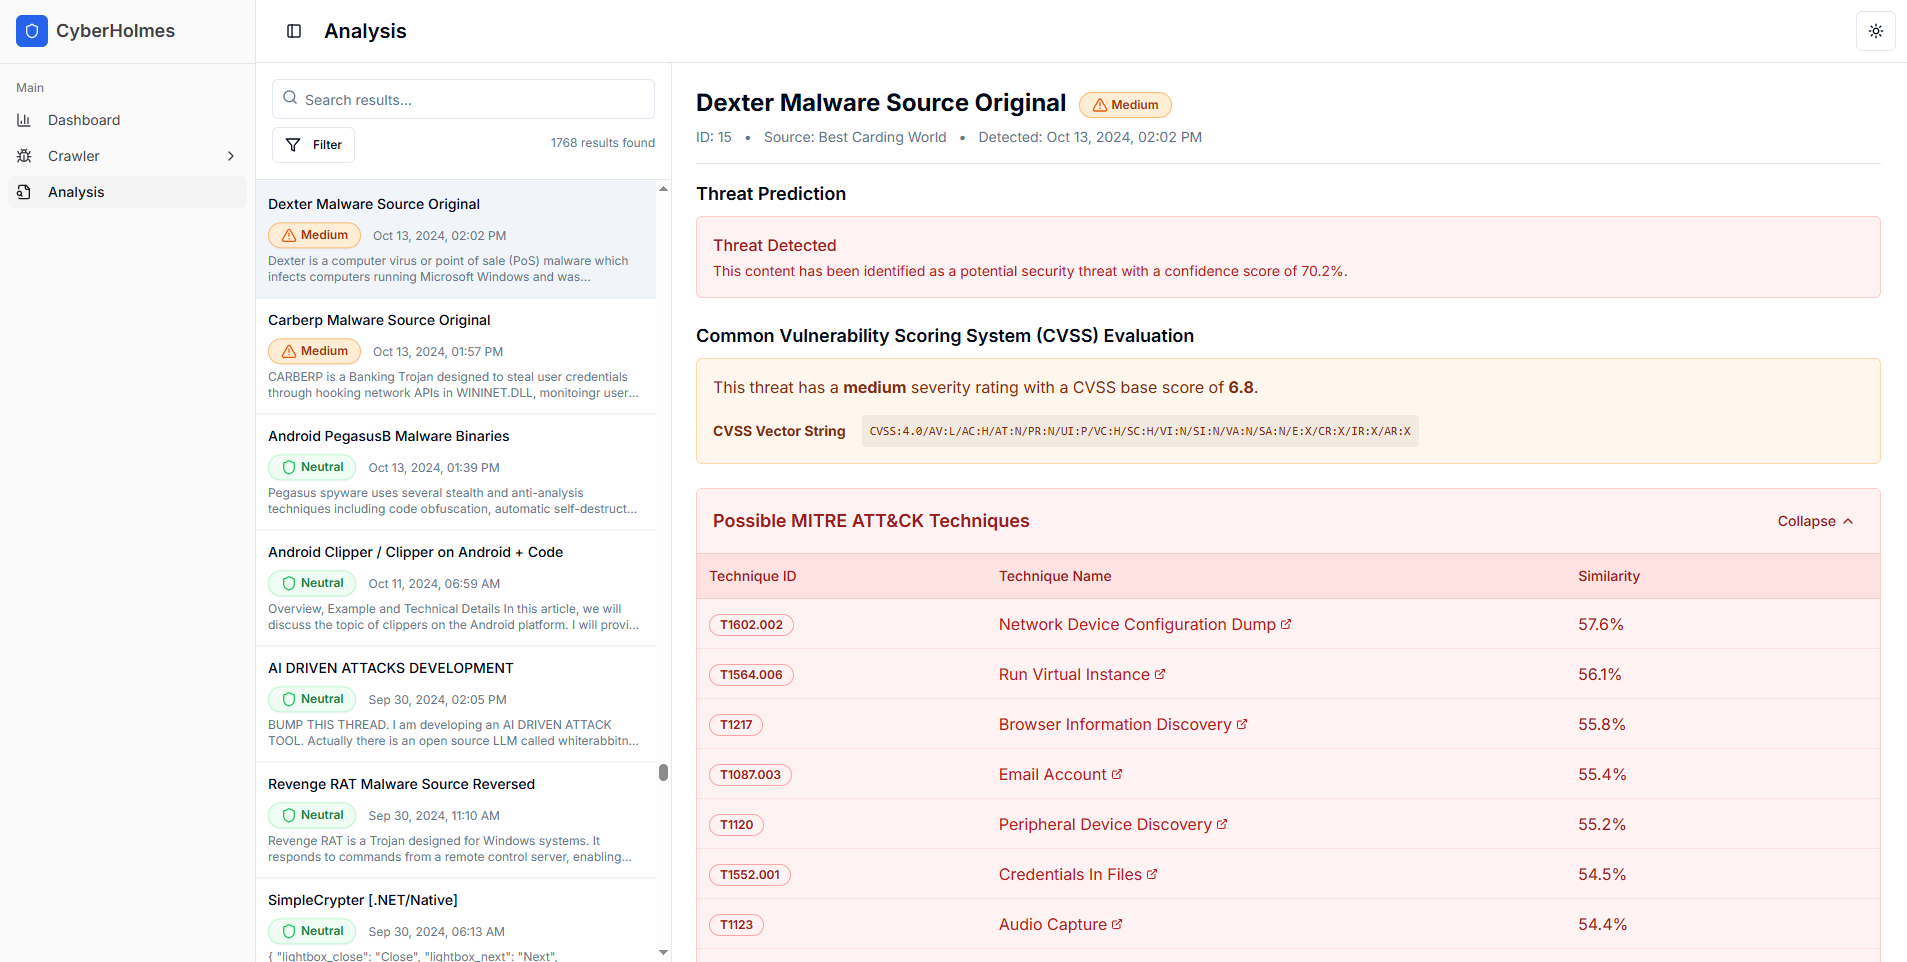 CyberHolmes
Main
Dashboard
Crawler
Analysis
Analysis
Search results...
Filter
1768 results found
Dexter Malware Source Original
Medium
Oct 13, 2024, 02:02 PM
Dexter is a computer virus or point of sale (PoS) malware which
infects computers running Microsoft Windows and was...
Carberp Malware Source Original
Medium
Oct 13, 2024, 01:57 PM
CARBERP is a Banking Trojan designed to steal user credentials
through hooking network APIs in WININET.DLL, monitoingr user...
Android PegasusB Malware Binaries
Neutral
Oct 13, 2024, 01:39 PM
Pegasus spyware uses several stealth and anti-analysis
techniques including code obfuscation, automatic self-destruct...
Android Clipper / Clipper on Android + Code
Neutral
Oct 11, 2024, 06:59 AM
Overview, Example and Technical Details In this article, we will
discuss the topic of clippers on the Android platform. I will provi...
AI DRIVEN ATTACKS DEVELOPMENT
Neutral
Sep 30, 2024, 02:05 PM
BUMP THIS THREAD. I am developing an AI DRIVEN ATTACK
TOOL. Actually there is an open source LLM called whiterabbitn...
Revenge RAT Malware Source Reversed
Neutral
Sep 30, 2024, 11:10 AM
Revenge RAT is a Trojan designed for Windows systems. It
responds to commands from a remote control server, enabling...
SimpleCrypter [.NET/Native]
Neutral
Sep 30, 2024, 06:13 AM
{ "lightbox_close": "Close", "lightbox_next": "Next",
Dexter Malware Source Original
Medium
ID: 15 • Source: Best Carding World • Detected: Oct 13, 2024, 02:02 PM
Threat Prediction
Threat Detected
This content has been identified as a potential security threat with a confidence score of 70.2%.
Common Vulnerability Scoring System (CVSS) Evaluation
This threat has a medium severity rating with a CVSS base score of 6.8.
CVSS Vector String
CVSS:4.0/AV:L/AC:H/AT:N/PR:N/UI:P/VC:H/SC:H/VI:N/SI:N/VA:N/SA:N/E:X/CR:X/IR:X/AR:X
Possible MITRE ATT&CK Techniques
Collapse
Technique ID Technique Name Similarity
T1602.002 Network Device Configuration Dump 57.6%
T1564.006 Run Virtual Instance 56.1%
T1217 Browser Information Discovery 55.8%
T1087.003 Email Account 55.4%
T1120 Peripheral Device Discovery 55.2%
T1552.001 Credentials In Files 54.5%
T1123 Audio Capture 54.4%